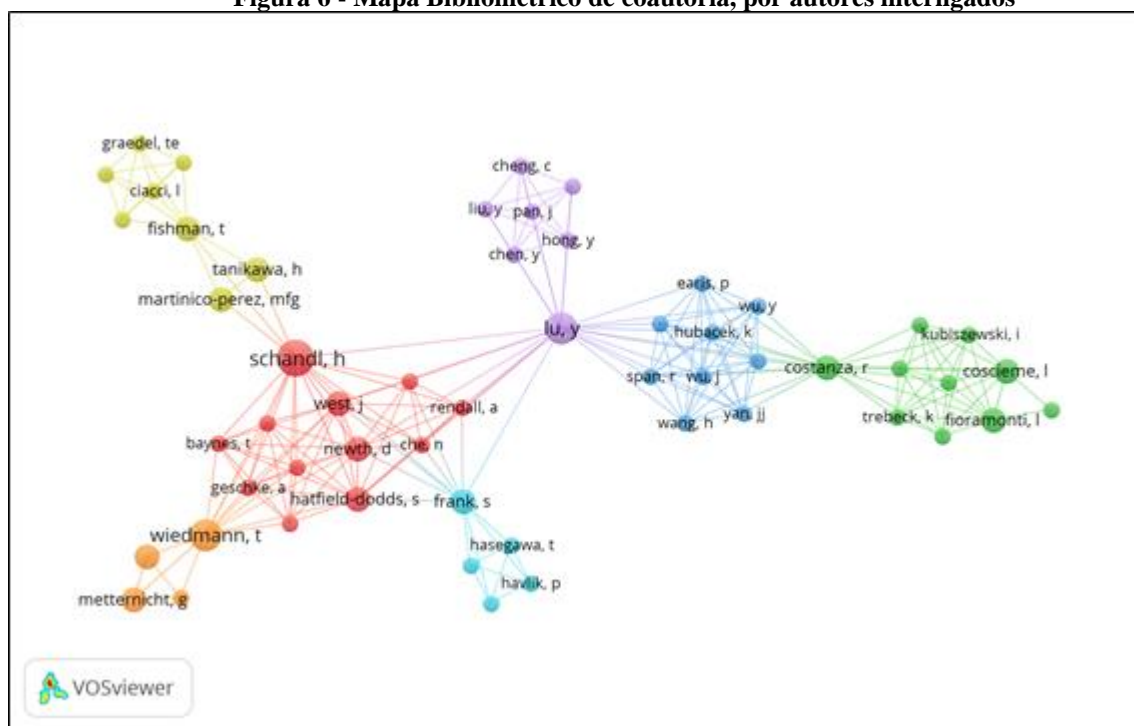 Figura 6 - Mapa Bibliométrico de coautoria, por autores interligados
graedel, te
ciacci, l
fishman, t
tanikawa, h
martinico-perez, mfg
cheng, c
liu, y
pan, j
hong, y
chen, y
lu, y
earis, p
wu, y
hubacek, k
span, r
wu, j
wang, h
yan, jj
costanza, r
kubiszewski, i
coscieme, l
trebeck, k
fioramonti, l
schandl, h
west, j
rendall, a
baynes, t
newth, d
che, n
geschke, a
hatfield-dodds, s
frank, s
wiedmann, t
hasegawa, t
havlik, p
metternicht, g
VOSviewer